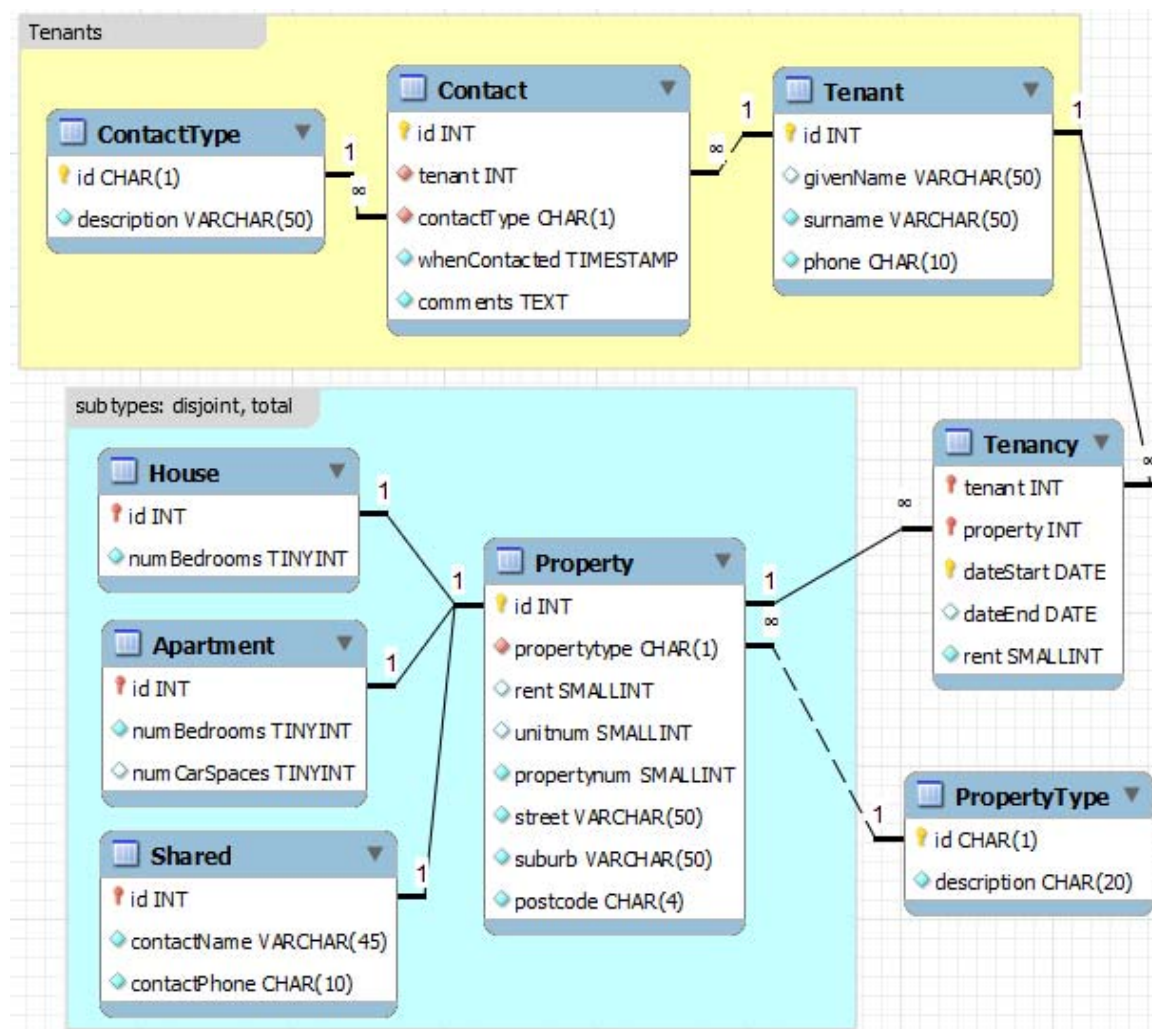 Tenants
ContactType
id CHAR(1)
description VARCHAR(50)
1
∞
Contact
id INT
tenant INT
contactType CHAR(1)
whenContacted TIMESTAMP
comments TEXT
∞
1
Tenant
id INT
givenName VARCHAR(50)
surname VARCHAR(50)
phone CHAR(10)
1
subtypes: disjoint, total
House
id INT
numBedrooms TINYINT
1
Apartment
id INT
numBedrooms TINYINT
numCarSpaces TINYINT
1
Shared
id INT
contactName VARCHAR(45)
contactPhone CHAR(10)
1
1
Property
id INT
propertytype CHAR(1)
rent SMALLINT
unitnum SMALLINT
propertynum SMALLINT
street VARCHAR(50)
suburb VARCHAR(50)
postcode CHAR(4)
1
∞
∞
∞
Tenancy
tenant INT
property INT
dateStart DATE
dateEnd DATE
rent SMALLINT
1
PropertyType
id CHAR(1)
description CHAR(20)